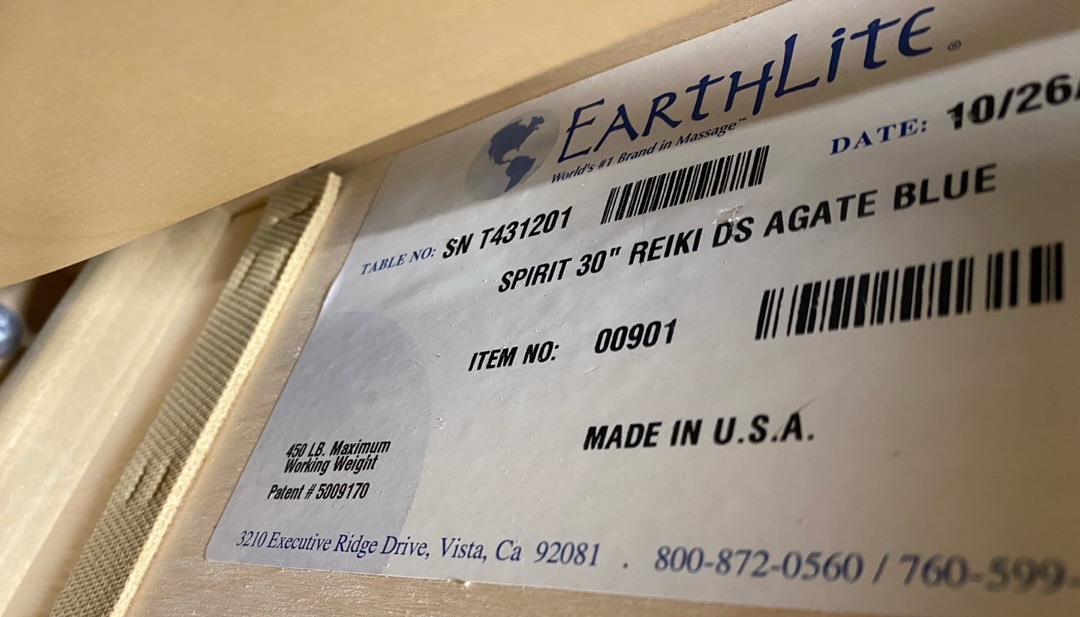 EARTHLITE®
World's #1 Brand in Massage™
DATE: 10/26/
TABLE NO: SN T431201
SPIRIT 30" REIKI DS AGATE BLUE
ITEM NO: 00901
MADE IN U.S.A.
450 LB. Maximum
Working Weight
Patent # 5009170
3210 Executive Ridge Drive, Vista, Ca 92081 . 800-872-0560 / 760-599-